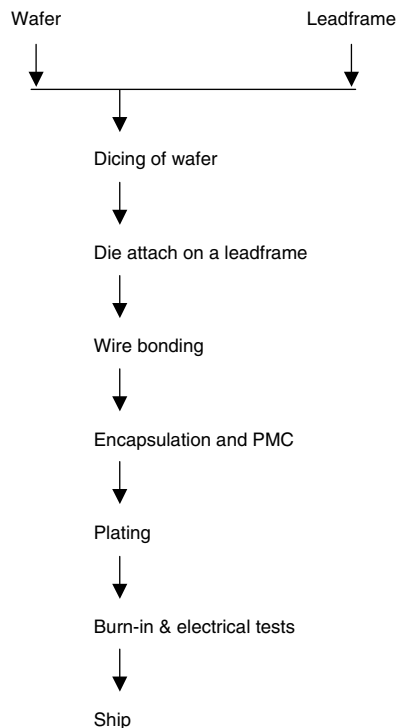 Wafer
Leadframe
Dicing of wafer
Die attach on a leadframe
Wire bonding
Encapsulation and PMC
Plating
Burn-in & electrical tests
Ship